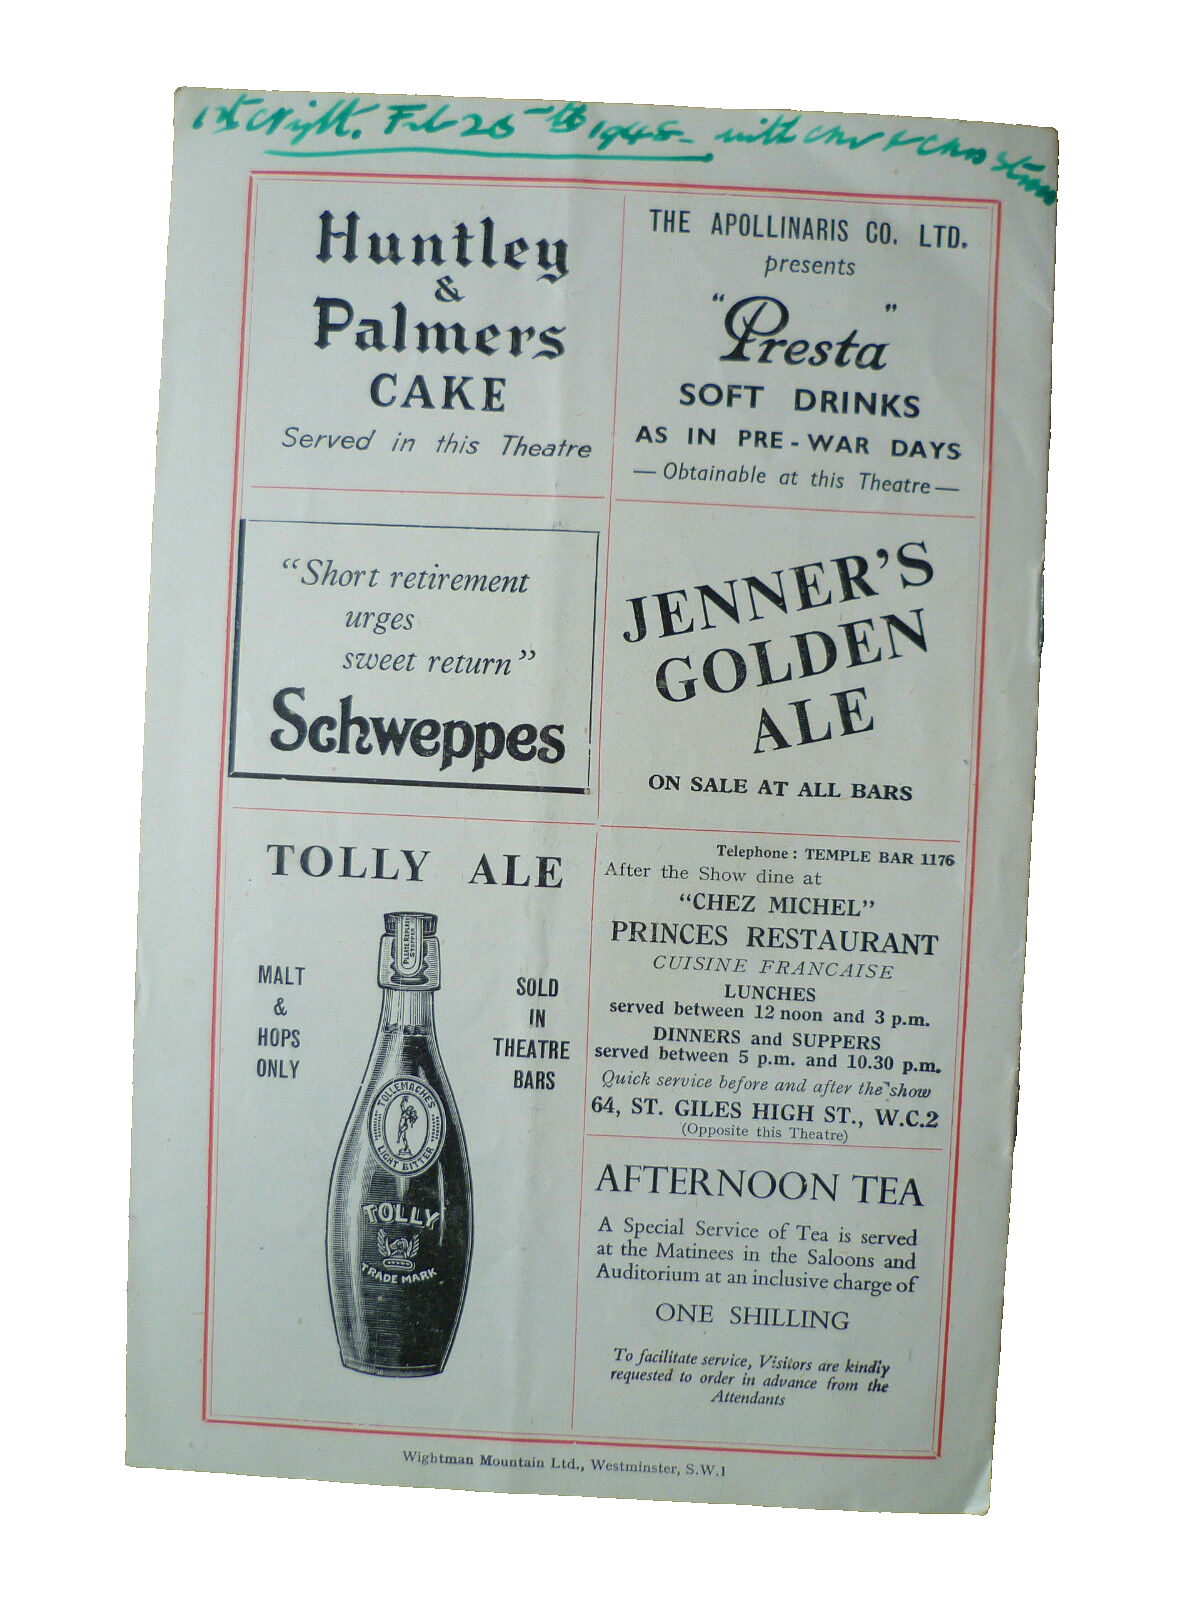 1st Night. Feb 26th 1948 - with
Huntley
&
Palmers
CAKE
Served in this Theatre
THE APOLLINARIS CO. LTD.
presents
"Presta"
SOFT DRINKS
AS IN PRE-WAR DAYS
— Obtainable at this Theatre —
"Short retirement
urges
sweet return"
Schweppes
JENNER'S
GOLDEN
ALE
ON SALE AT ALL BARS
TOLLY ALE
MALT
&
HOPS
ONLY
SOLD
IN
THEATRE
BARS
PLEASE REPLACE
STOPPER
TOLLEMACHES
LIGHT BITTER
TOLLY
TRADE MARK
Telephone : TEMPLE BAR 1176
After the Show dine at
"CHEZ MICHEL"
PRINCES RESTAURANT
CUISINE FRANCAISE
LUNCHES
served between 12 noon and 3 p.m.
DINNERS and SUPPERS
served between 5 p.m. and 10.30 p.m.
Quick service before and after the show
64, ST. GILES HIGH ST., W.C.2
(Opposite this Theatre)
AFTERNOON TEA
A Special Service of Tea is served
at the Matinees in the Saloons and
Auditorium at an inclusive charge of
ONE SHILLING
To facilitate service, Visitors are kindly
requested to order in advance from the
Attendants
Wightman Mountain Ltd., Westminster, S.W.1